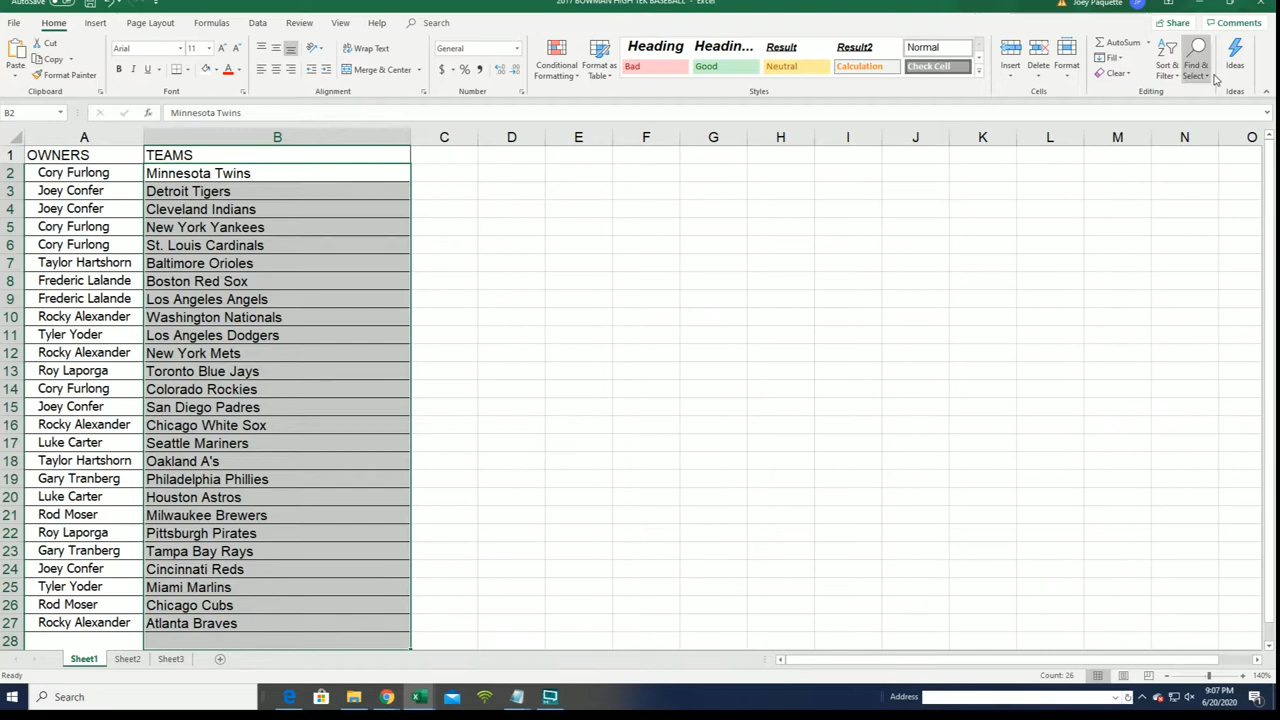 AutoSave
2017 BOWMAN HIGH TEK BASEBALL - Excel
Joey Paquette
JP
File Home Insert Page Layout Formulas Data Review View Help Search Share Comments
Paste
Cut
Copy
Format Painter
Clipboard
Arial 11
B I U
Font
Wrap Text
Merge & Center
Alignment
General
$ % ,
Number
Conditional Formatting
Format as Table
Heading Headin... Result Result2 Normal
Bad Good Neutral Calculation Check Cell
Styles
Insert Delete Format
Cells
AutoSum
Fill
Clear
Sort & Filter
Find & Select
Editing
Ideas
Ideas
B2 fx Minnesota Twins
A B C D E F G H I J K L M N O
1 OWNERS TEAMS
2 Cory Furlong Minnesota Twins
3 Joey Confer Detroit Tigers
4 Joey Confer Cleveland Indians
5 Cory Furlong New York Yankees
6 Cory Furlong St. Louis Cardinals
7 Taylor Hartshorn Baltimore Orioles
8 Frederic Lalande Boston Red Sox
9 Frederic Lalande Los Angeles Angels
10 Rocky Alexander Washington Nationals
11 Tyler Yoder Los Angeles Dodgers
12 Rocky Alexander New York Mets
13 Roy Laporga Toronto Blue Jays
14 Cory Furlong Colorado Rockies
15 Joey Confer San Diego Padres
16 Rocky Alexander Chicago White Sox
17 Luke Carter Seattle Mariners
18 Taylor Hartshorn Oakland A's
19 Gary Tranberg Philadelphia Phillies
20 Luke Carter Houston Astros
21 Rod Moser Milwaukee Brewers
22 Roy Laporga Pittsburgh Pirates
23 Gary Tranberg Tampa Bay Rays
24 Joey Confer Cincinnati Reds
25 Tyler Yoder Miami Marlins
26 Rod Moser Chicago Cubs
27 Rocky Alexander Atlanta Braves
28
Sheet1 Sheet2 Sheet3
Ready Count: 26 140%
Search Address 9:07 PM
6/20/2020